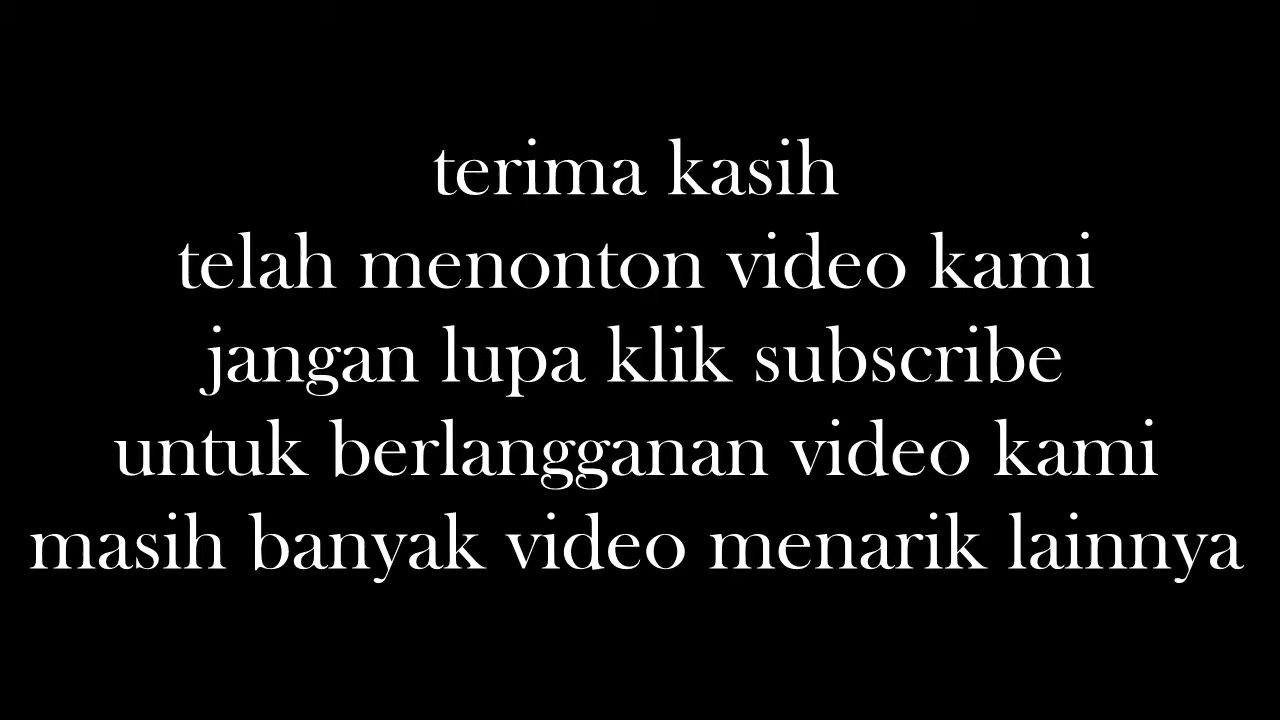 terima kasih
telah menonton video kami
jangan lupa klik subscribe
untuk berlangganan video kami
masih banyak video menarik lainnya